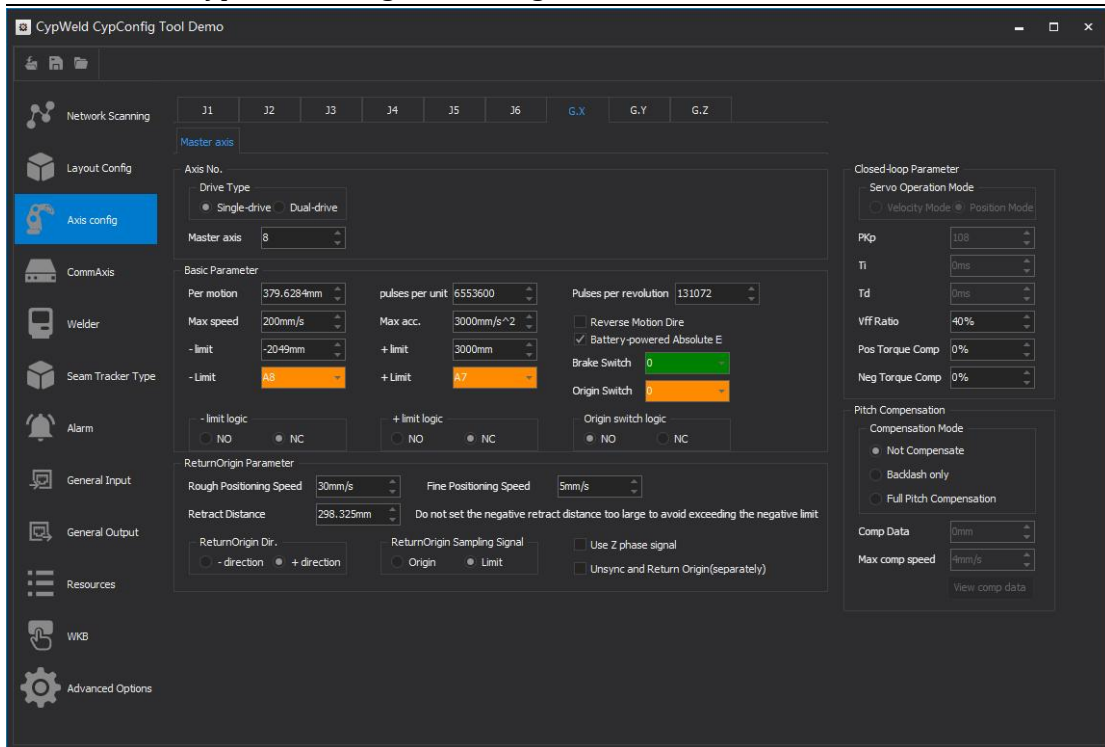 CypWeld CypConfig Tool Demo
Network Scanning
Layout Config
Axis config
CommAxis
Welder
Seam Tracker Type
Alarm
General Input
General Output
Resources
WKB
Advanced Options
J1 J2 J3 J4 J5 J6 G.X G.Y G.Z
Master axis
Axis No.
Drive Type
Single-drive Dual-drive
Master axis 8
Basic Parameter
Per motion 379.6284mm pulses per unit 6553600 Pulses per revolution 131072
Max speed 200mm/s Max acc. 3000mm/s^2 Reverse Motion Dire
Battery-powered Absolute E
-limit -2049mm +limit 3000mm
Brake Switch 0
-Limit A8 +Limit A7
Origin Switch 0
-limit logic +limit logic Origin switch logic
NO NC NO NC NO NC
ReturnOrigin Parameter
Rough Positioning Speed 30mm/s Fine Positioning Speed 5mm/s
Retract Distance 298.325mm Do not set the negative retract distance too large to avoid exceeding the negative limit
ReturnOrigin Dir. ReturnOrigin Sampling Signal Use Z phase signal
- direction + direction Origin Limit Unsync and Return Origin(separately)
Closed-loop Parameter
Servo Operation Mode
Velocity Mode Position Mode
PKp 108
Ti 0ms
Td 0ms
Vff Ratio 40%
Pos Torque Comp 0%
Neg Torque Comp 0%
Pitch Compensation
Compensation Mode
Not Compensate
Backlash only
Full Pitch Compensation
Comp Data 0mm
Max comp speed 4mm/s
View comp data